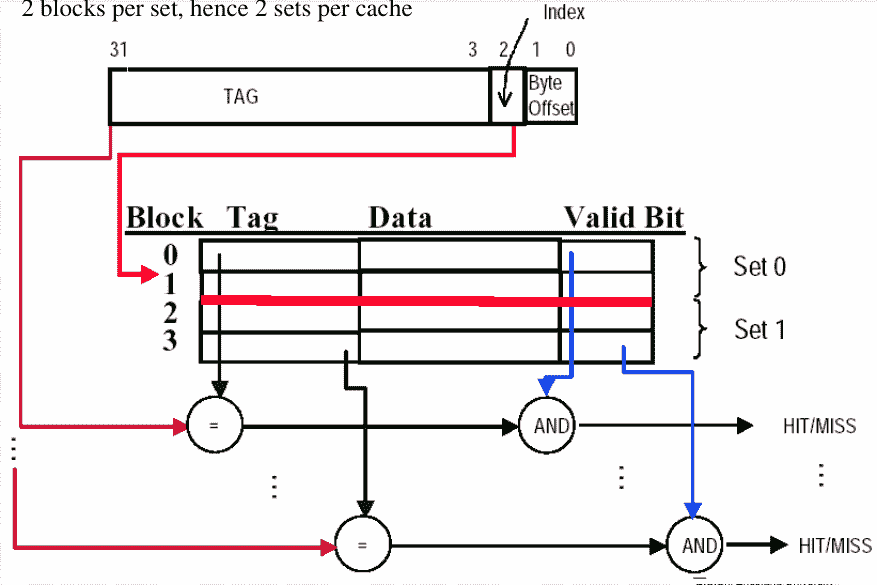 2 blocks per set, hence 2 sets per cache
Index
31 3 2 1 0
TAG
Byte
Offset
Block Tag Data Valid Bit
0
1
2
3
Set 0
Set 1
= AND HIT/MISS
⋮ ⋮ ⋮ ⋮
= AND HIT/MISS